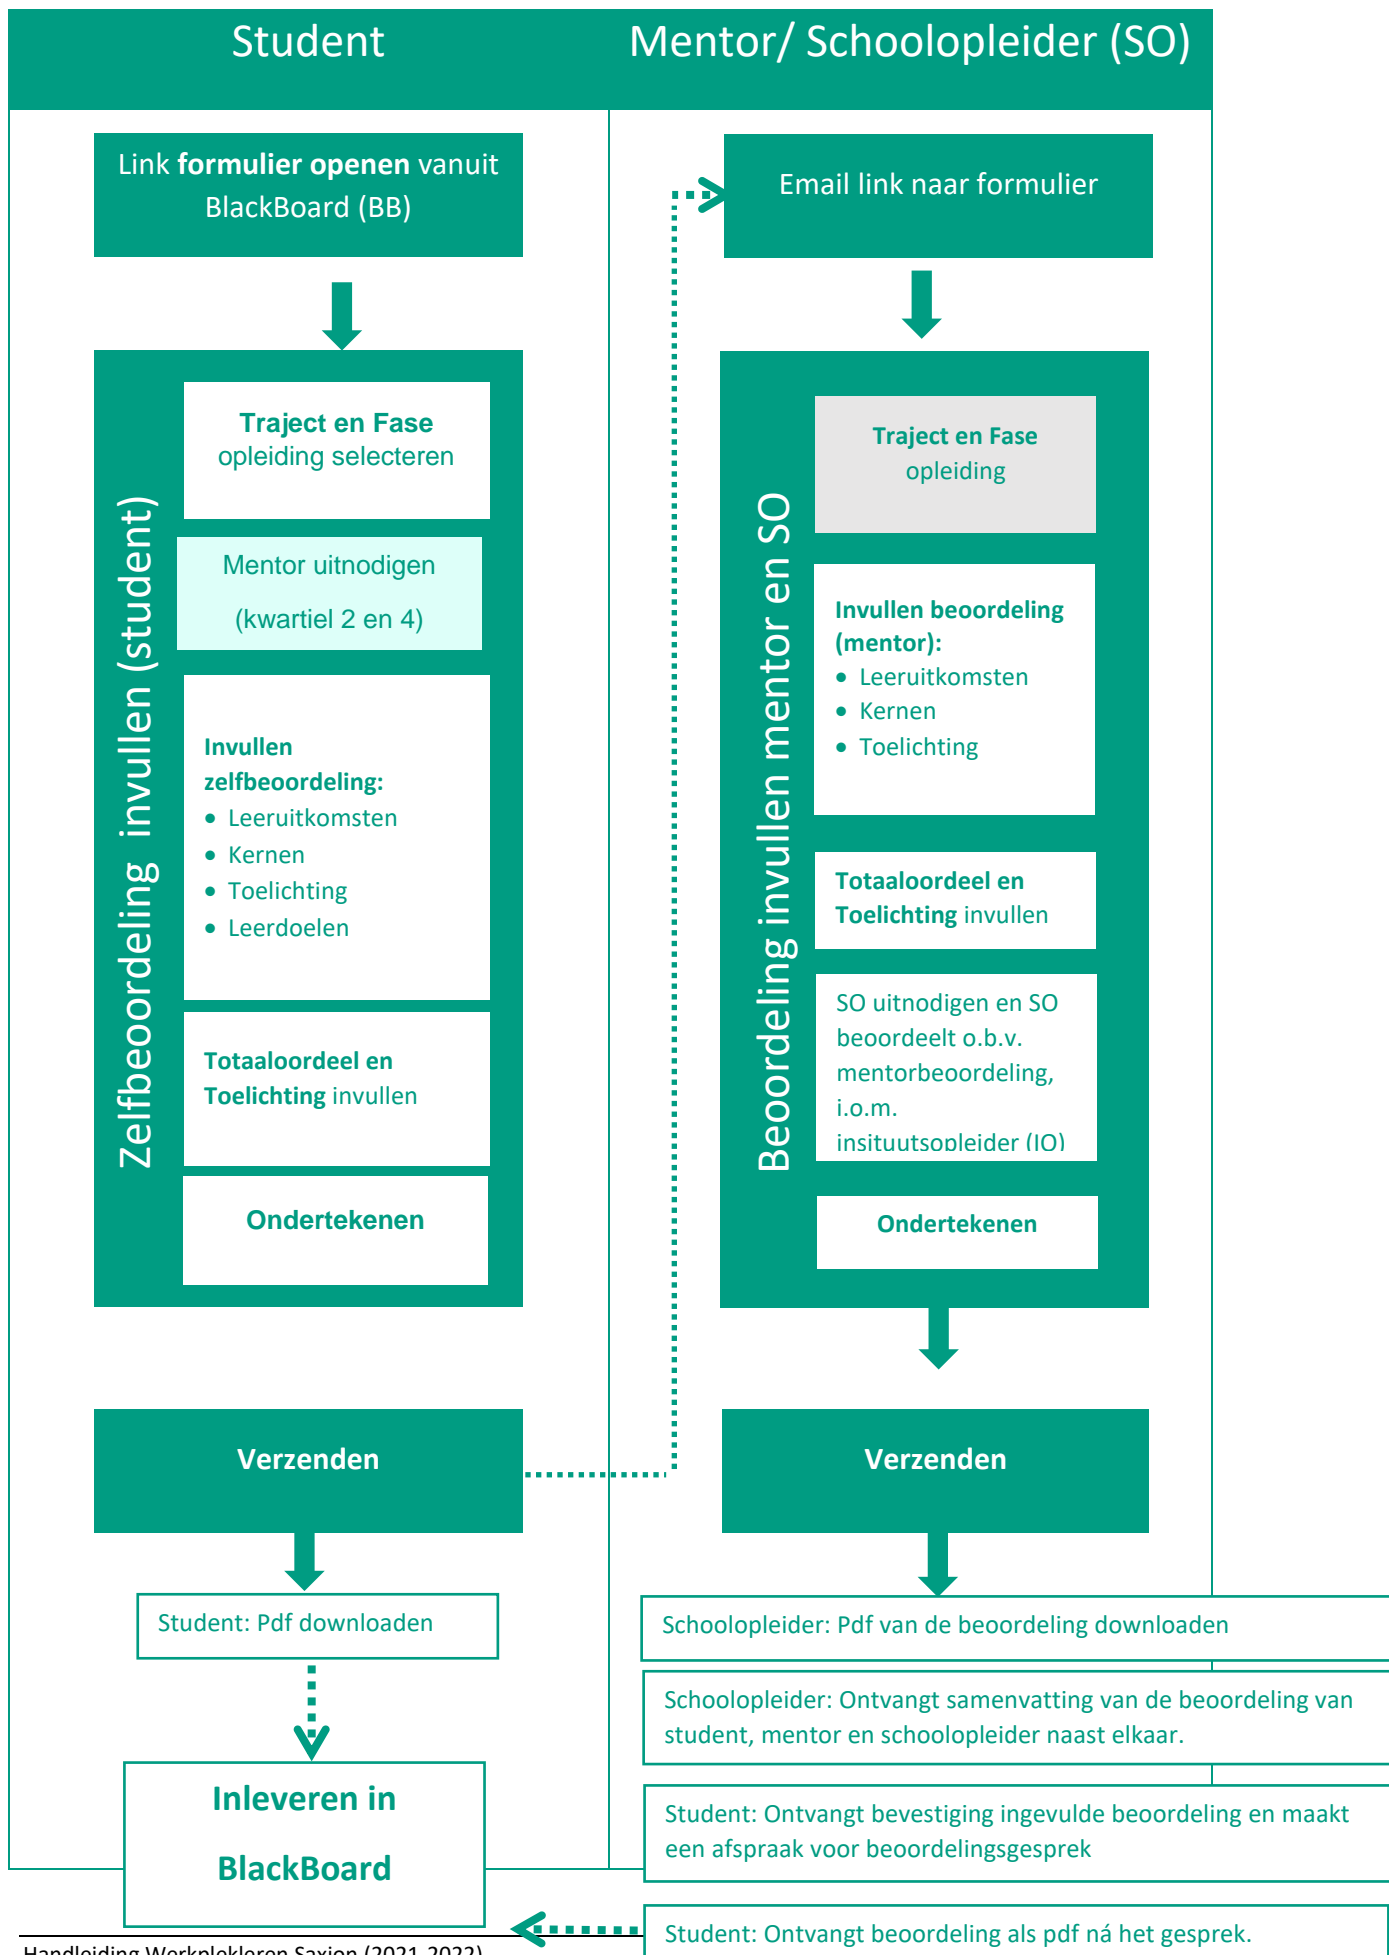 Student
Mentor/ Schoolopleider (SO)
Link formulier openen vanuit
BlackBoard (BB)
Zelfbeoordeling invullen (student)
Traject en Fase
opleiding selecteren
Mentor uitnodigen
(kwartiel 2 en 4)
Invullen
zelfbeoordeling:
• Leeruitkomsten
• Kernen
• Toelichting
• Leerdoelen
Totaaloordeel en
Toelichting invullen
Ondertekenen
Verzenden
Student: Pdf downloaden
Inleveren in
BlackBoard
Email link naar formulier
Beoordeling invullen mentor en SO
Traject en Fase
opleiding
Invullen beoordeling
(mentor):
• Leeruitkomsten
• Kernen
• Toelichting
Totaaloordeel en
Toelichting invullen
SO uitnodigen en SO
beoordeelt o.b.v.
mentorbeoordeling,
i.o.m.
insituutsopleider (IO)
Ondertekenen
Verzenden
Schoolopleider: Pdf van de beoordeling downloaden
Schoolopleider: Ontvangt samenvatting van de beoordeling van
student, mentor en schoolopleider naast elkaar.
Student: Ontvangt bevestiging ingevulde beoordeling en maakt
een afspraak voor beoordelingsgesprek
Student: Ontvangt beoordeling als pdf ná het gesprek.
Handleiding Werkplekleren Saxion (2021-2022)